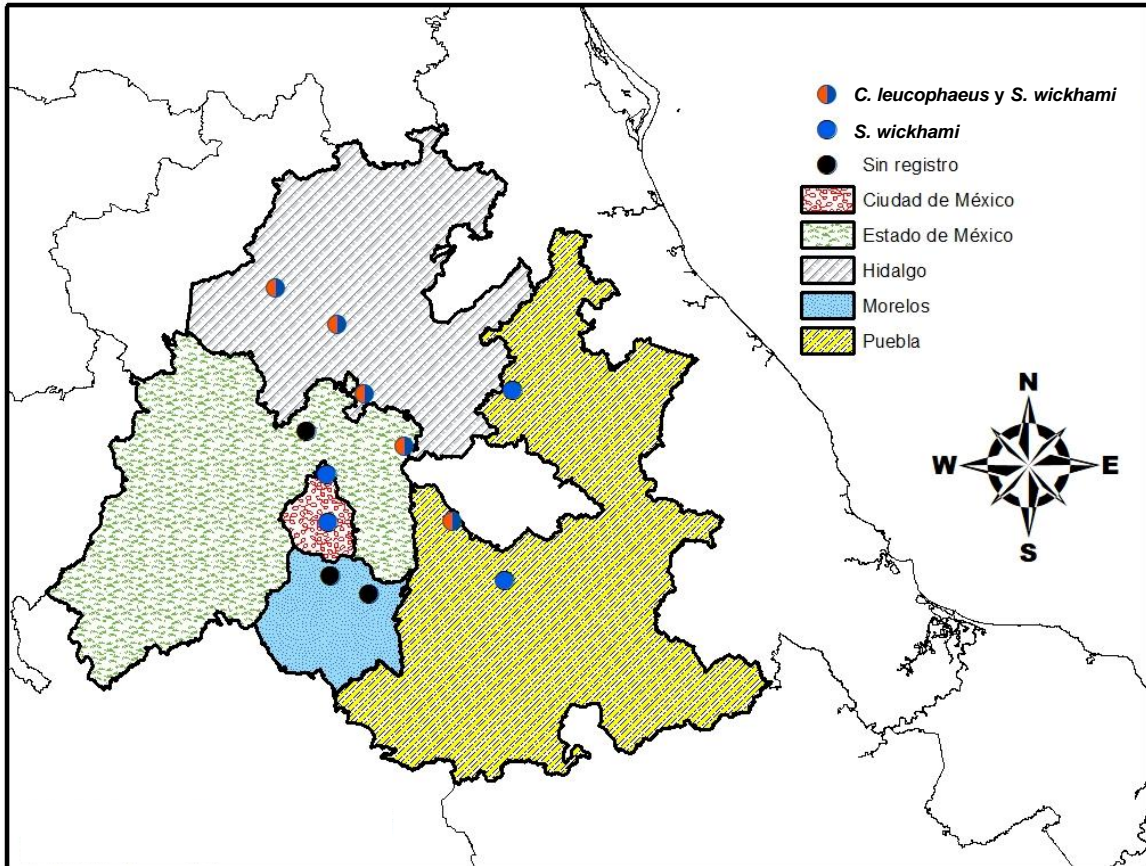 C. leucophaeus y S. wickhami
S. wickhami
Sin registro
Ciudad de México
Estado de México
Hidalgo
Morelos
Puebla
N
W E
S